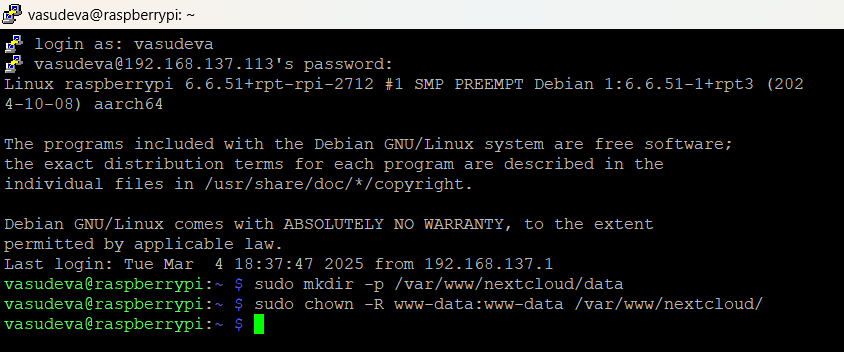 vasudeva@raspberrypi: ~
login as: vasudeva
vasudeva@192.168.137.113's password:
Linux raspberrypi 6.6.51+rpt-rpi-2712 #1 SMP PREEMPT Debian 1:6.6.51-1+rpt3 (202
4-10-08) aarch64
The programs included with the Debian GNU/Linux system are free software;
the exact distribution terms for each program are described in the
individual files in /usr/share/doc/*/copyright.
Debian GNU/Linux comes with ABSOLUTELY NO WARRANTY, to the extent
permitted by applicable law.
Last login: Tue Mar  4 18:37:47 2025 from 192.168.137.1
vasudeva@raspberrypi:~ $ sudo mkdir -p /var/www/nextcloud/data
vasudeva@raspberrypi:~ $ sudo chown -R www-data:www-data /var/www/nextcloud/
vasudeva@raspberrypi:~ $